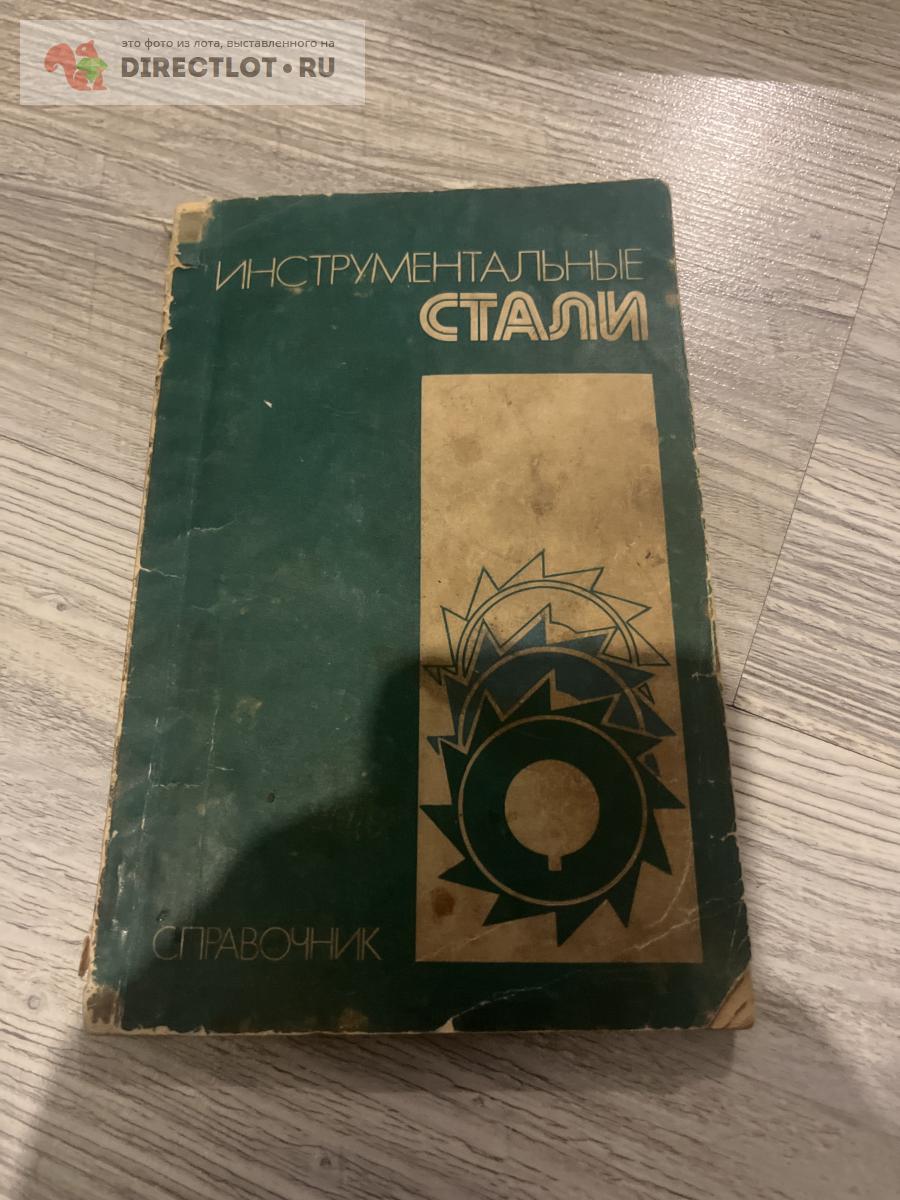 это фото из лота, выставленного на
DIRECTLOT•RU
ИНСТРУМЕНТАЛЬНЫЕ
СТАЛИ
СПРАВОЧНИК